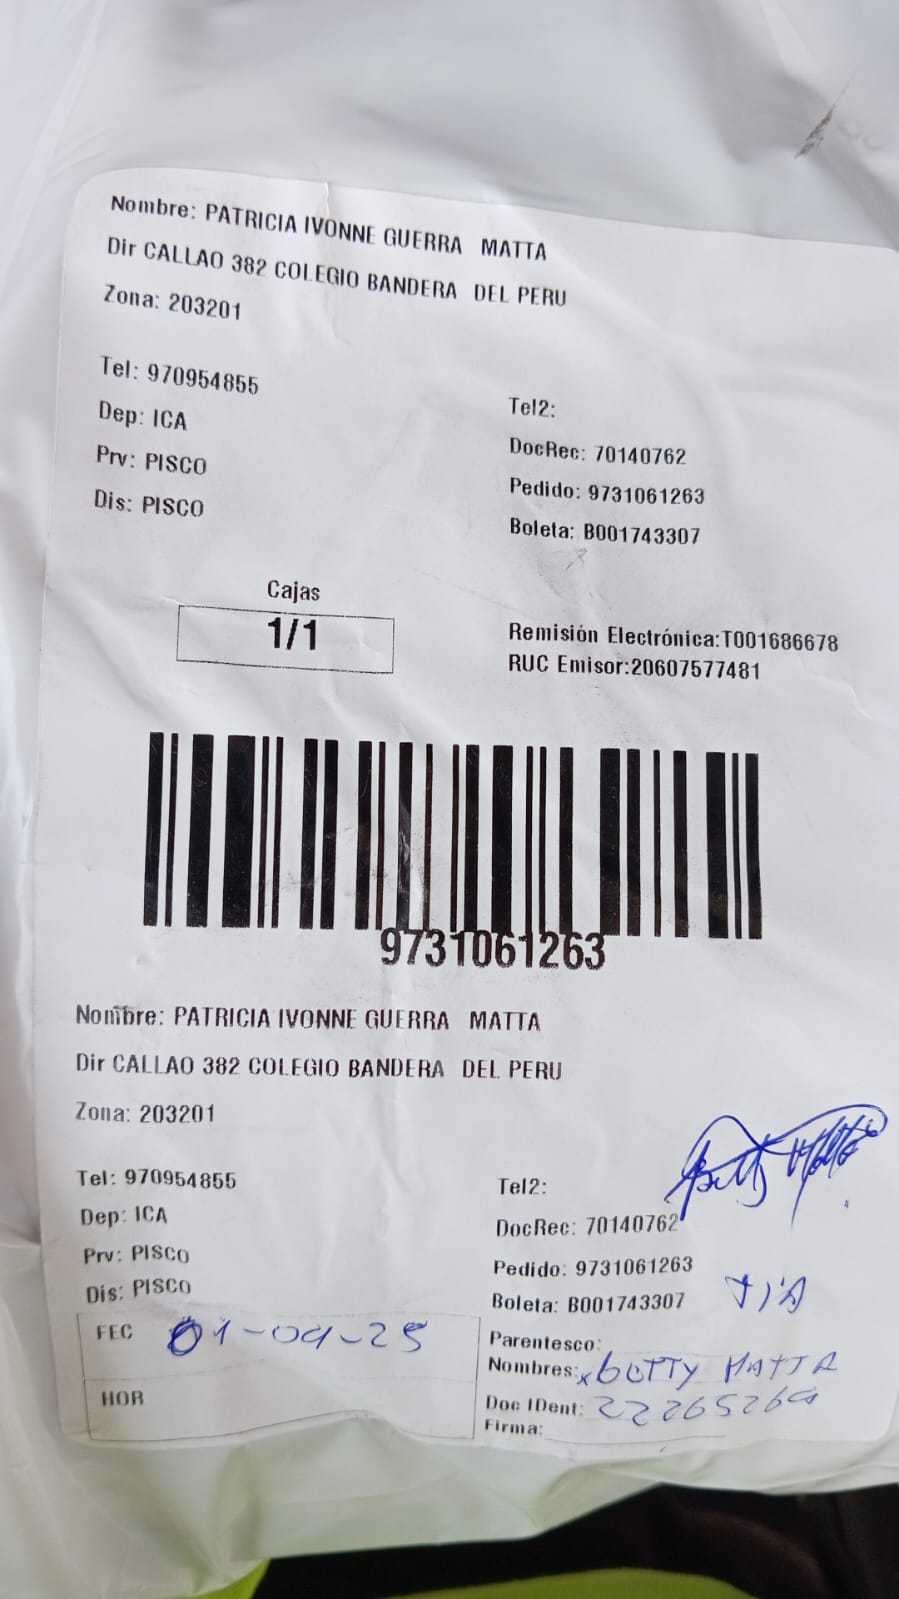 Nombre: PATRICIA IVONNE GUERRA MATTA
Dir CALLAO 382 COLEGIO BANDERA DEL PERU
Zona: 203201
Tel: 970954855
Tel2:
Dep: ICA
DocRec: 70140762
Prv: PISCO
Pedido: 9731061263
Dis: PISCO
Boleta: B001743307
Cajas
1/1
Remisión Electrónica:T001686678
RUC Emisor:20607577481
9731061263
Nombre: PATRICIA IVONNE GUERRA MATTA
Dir CALLAO 382 COLEGIO BANDERA DEL PERU
Zona: 203201
Tel: 970954855
Tel2:
Dep: ICA
DocRec: 70140762
Prv: PISCO
Pedido: 9731061263
Dis: PISCO
Boleta: B001743307
TIA
FEC 01-09-25
Parentesco:
Nombres: BETTY MATTA
HOR
Doc IDent: 22265269
Firma: